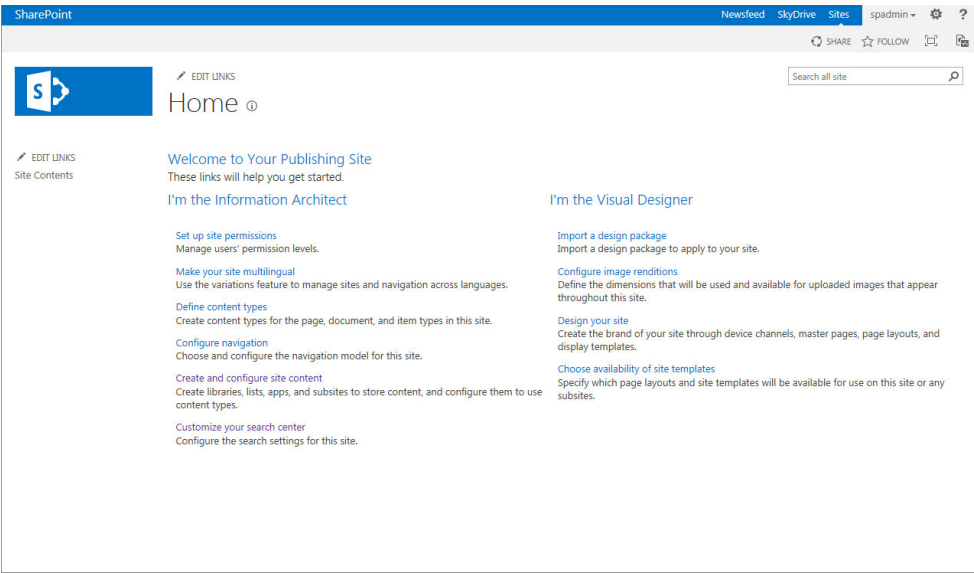 SharePoint
Newsfeed SkyDrive Sites spadmin ?
SHARE FOLLOW
S
EDIT LINKS
Search all site
Home
EDIT LINKS
Site Contents
Welcome to Your Publishing Site
These links will help you get started.
I'm the Information Architect
Set up site permissions
Manage users' permission levels.
Make your site multilingual
Use the variations feature to manage sites and navigation across languages.
Define content types
Create content types for the page, document, and item types in this site.
Configure navigation
Choose and configure the navigation model for this site.
Create and configure site content
Create libraries, lists, apps, and subsites to store content, and configure them to use
content types.
Customize your search center
Configure the search settings for this site.
I'm the Visual Designer
Import a design package
Import a design package to apply to your site.
Configure image renditions
Define the dimensions that will be used and available for uploaded images that appear
throughout this site.
Design your site
Create the brand of your site through device channels, master pages, page layouts, and
display templates.
Choose availability of site templates
Specify which page layouts and site templates will be available for use on this site or any
subsites.